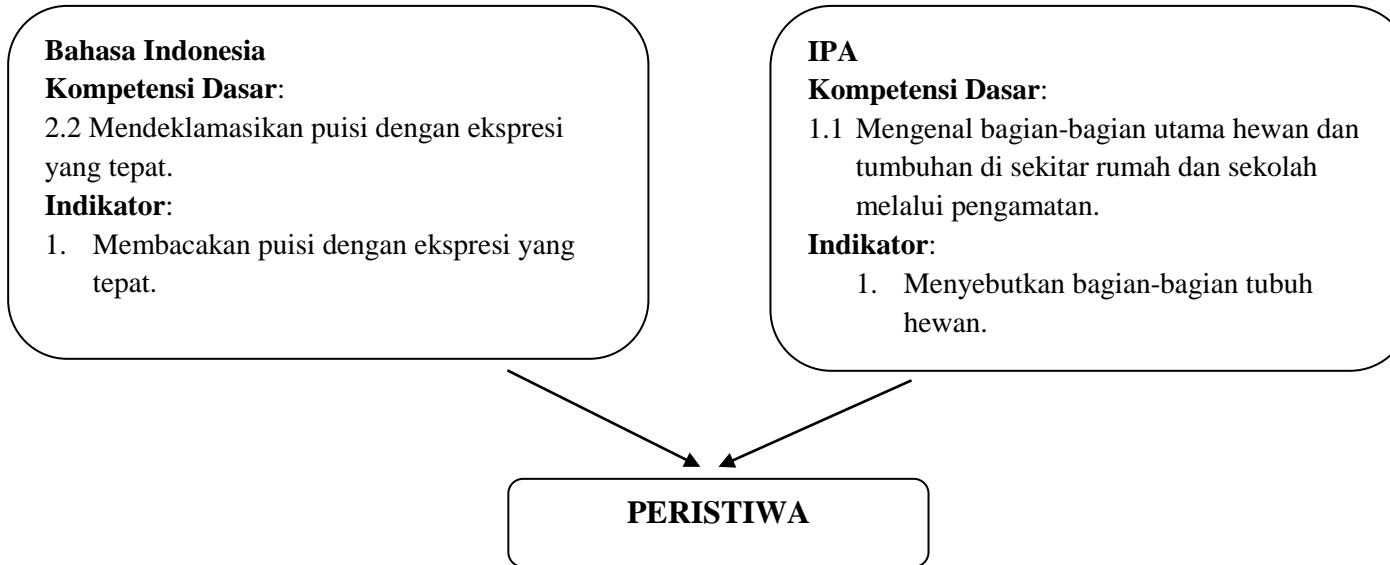 Bahasa Indonesia
Kompetensi Dasar:
2.2 Mendeklamasikan puisi dengan ekspresi
yang tepat.
Indikator:
1. Membacakan puisi dengan ekspresi yang
tepat.
IPA
Kompetensi Dasar:
1.1 Mengenal bagian-bagian utama hewan dan
tumbuhan di sekitar rumah dan sekolah
melalui pengamatan.
Indikator:
1. Menyebutkan bagian-bagian tubuh
hewan.
PERISTIWA